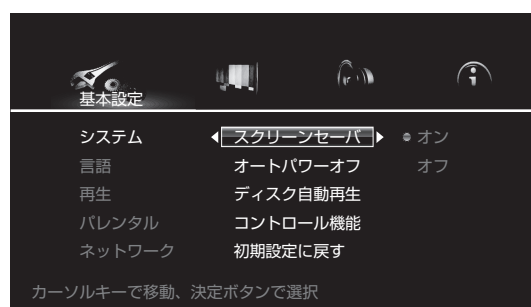 基本設定
システム スクリーンセーバ オン
言語 オートパワーオフ オフ
再生 ディスク自動再生
パレンタル コントロール機能
ネットワーク 初期設定に戻す
カーソルキーで移動、決定ボタンで選択